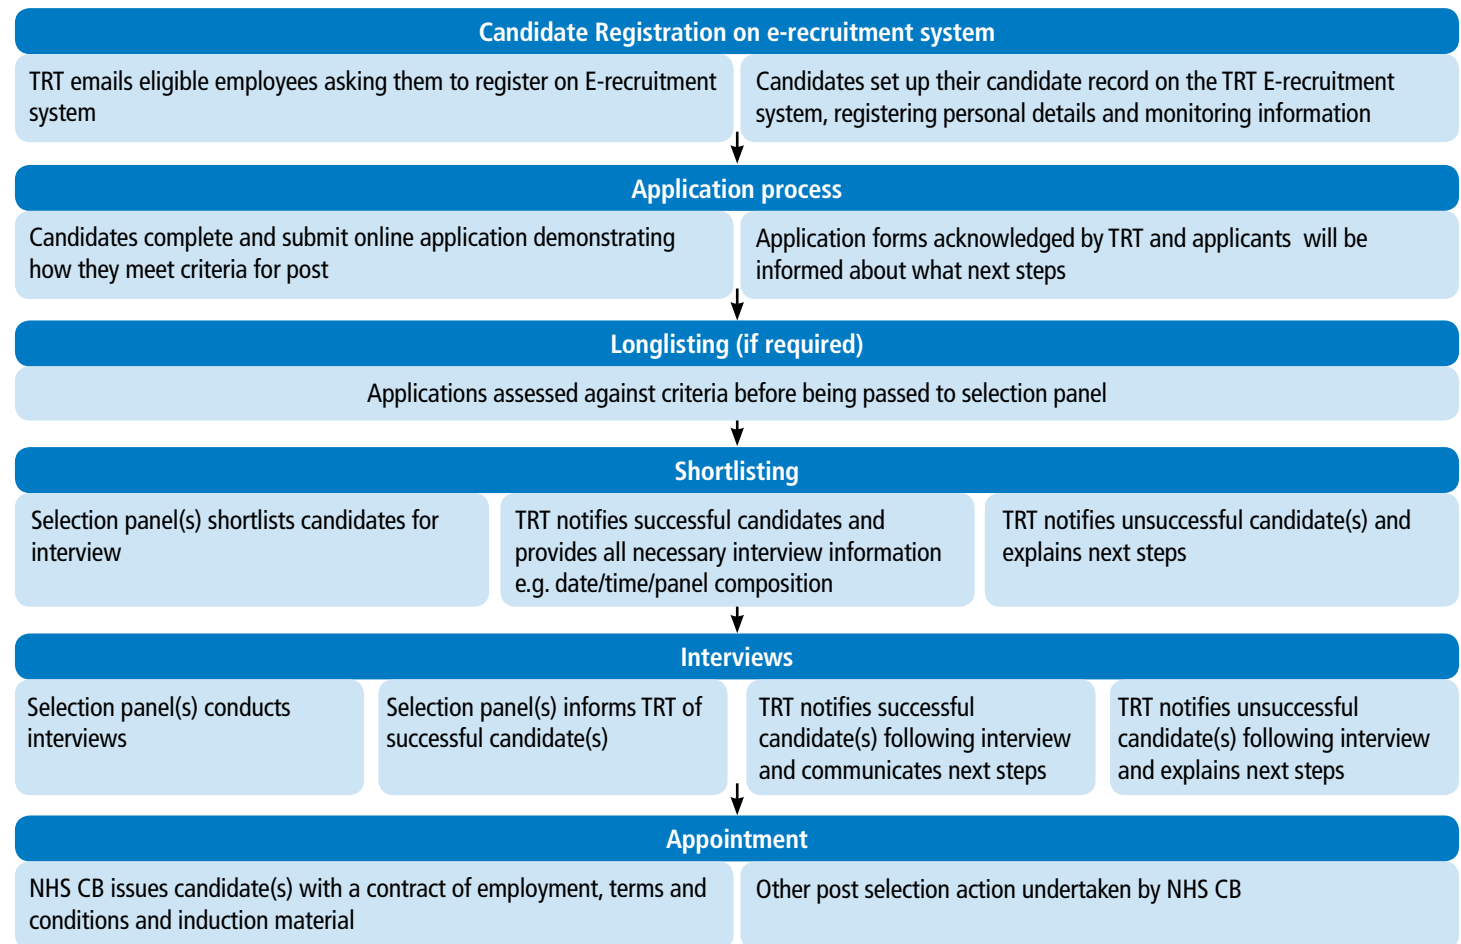 Candidate Registration on e-recruitment system
TRT emails eligible employees asking them to register on E-recruitment
system
Candidates set up their candidate record on the TRT E-recruitment
system, registering personal details and monitoring information
Application process
Candidates complete and submit online application demonstrating
how they meet criteria for post
Application forms acknowledged by TRT and applicants will be
informed about what next steps
Longlisting (if required)
Applications assessed against criteria before being passed to selection panel
Shortlisting
Selection panel(s) shortlists candidates for
interview
TRT notifies successful candidates and
provides all necessary interview information
e.g. date/time/panel composition
TRT notifies unsuccessful candidate(s) and
explains next steps
Interviews
Selection panel(s) conducts
interviews
Selection panel(s) informs TRT of
successful candidate(s)
TRT notifies successful
candidate(s) following interview
and communicates next steps
TRT notifies unsuccessful
candidate(s) following interview
and explains next steps
Appointment
NHS CB issues candidate(s) with a contract of employment, terms and
conditions and induction material
Other post selection action undertaken by NHS CB